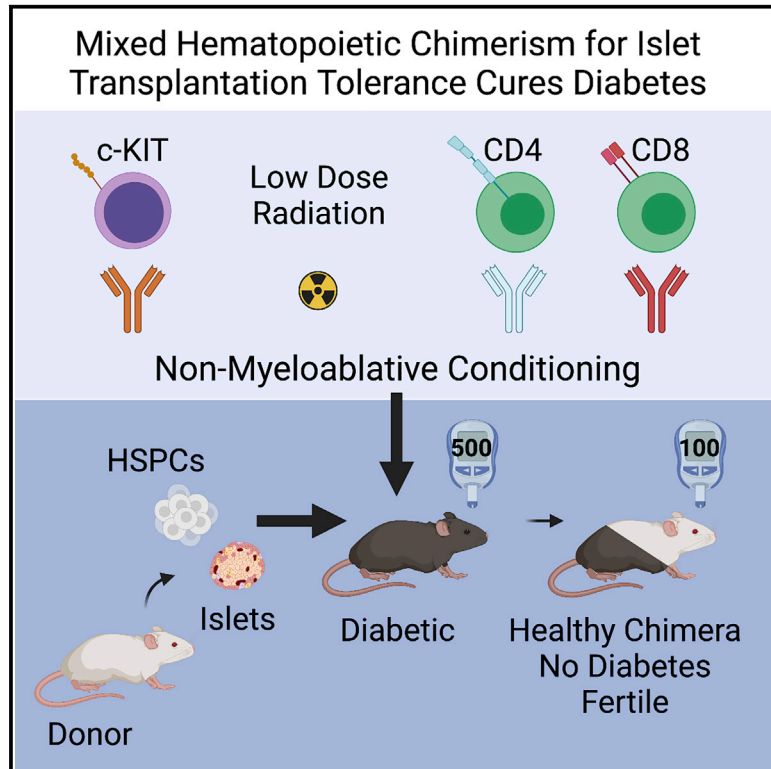 Mixed Hematopoietic Chimerism for Islet
Transplantation Tolerance Cures Diabetes
c-KIT
Low Dose
Radiation
CD4
CD8
Non-Myeloablative Conditioning
HSPCs
Islets
Donor
500
Diabetic
100
Healthy Chimera
No Diabetes
Fertile